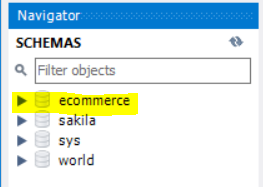 Navigator
SCHEMAS
Filter objects
ecommerce
sakila
sys
world